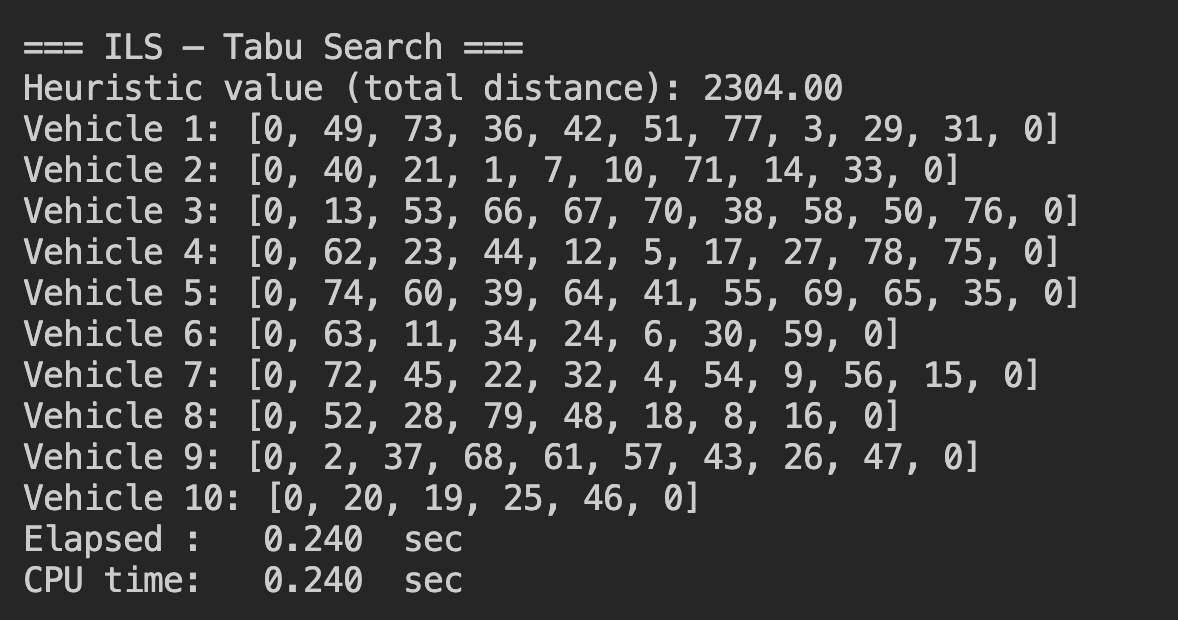 === ILS – Tabu Search ===
Heuristic value (total distance): 2304.00
Vehicle 1: [0, 49, 73, 36, 42, 51, 77, 3, 29, 31, 0]
Vehicle 2: [0, 40, 21, 1, 7, 10, 71, 14, 33, 0]
Vehicle 3: [0, 13, 53, 66, 67, 70, 38, 58, 50, 76, 0]
Vehicle 4: [0, 62, 23, 44, 12, 5, 17, 27, 78, 75, 0]
Vehicle 5: [0, 74, 60, 39, 64, 41, 55, 69, 65, 35, 0]
Vehicle 6: [0, 63, 11, 34, 24, 6, 30, 59, 0]
Vehicle 7: [0, 72, 45, 22, 32, 4, 54, 9, 56, 15, 0]
Vehicle 8: [0, 52, 28, 79, 48, 18, 8, 16, 0]
Vehicle 9: [0, 2, 37, 68, 61, 57, 43, 26, 47, 0]
Vehicle 10: [0, 20, 19, 25, 46, 0]
Elapsed :   0.240  sec
CPU time:   0.240  sec